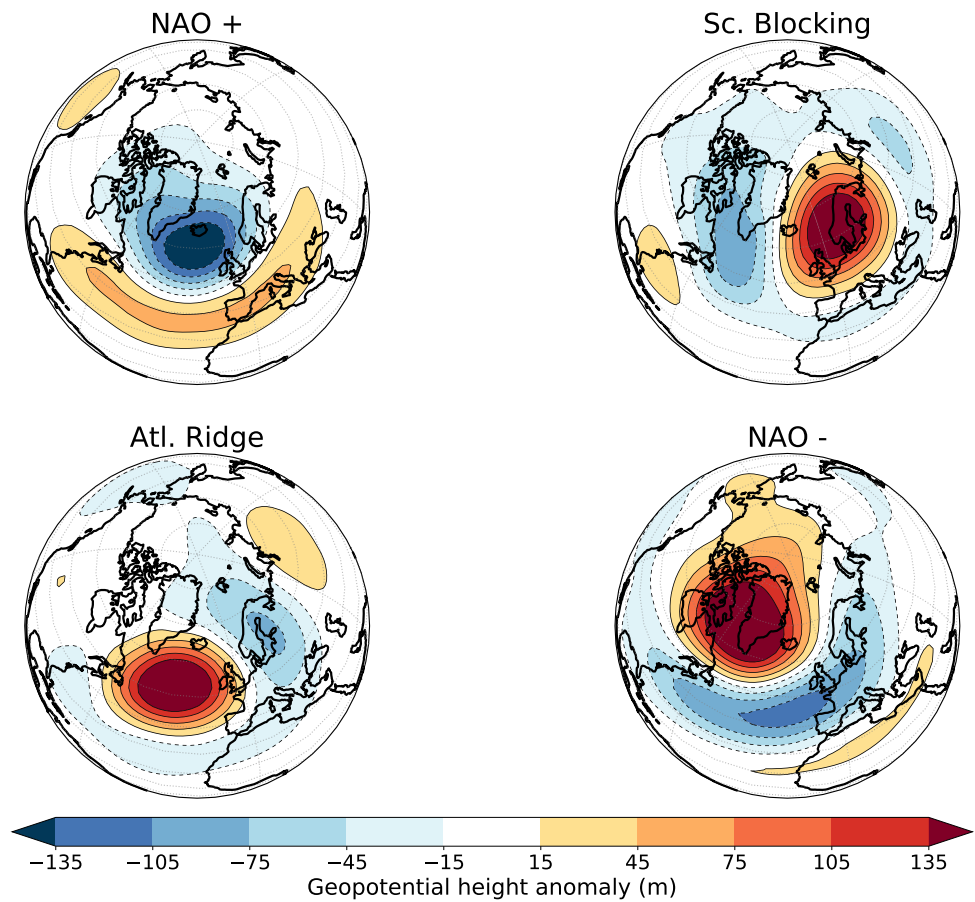 NAO +
Sc. Blocking
Atl. Ridge
NAO -
−135 −105 −75 −45 −15 15 45 75 105 135
Geopotential height anomaly (m)